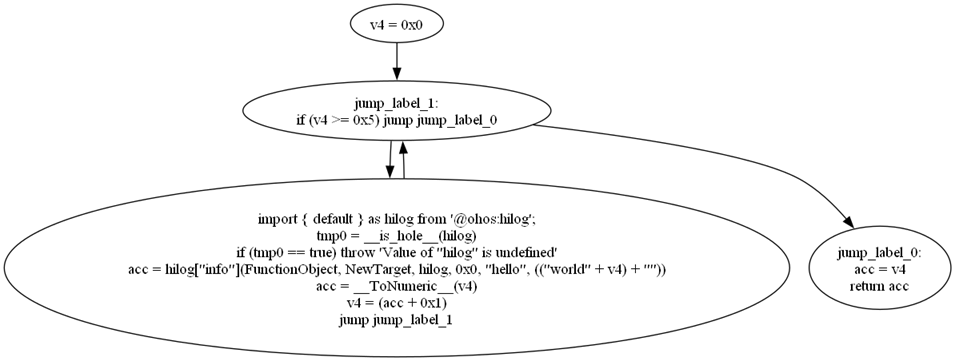 v4 = 0x0
jump_label_1:
if (v4 >= 0x5) jump jump_label_0
import { default } as hilog from '@ohos:hilog';
tmp0 = __is_hole__(hilog)
if (tmp0 == true) throw 'Value of "hilog" is undefined'
acc = hilog["info"](FunctionObject, NewTarget, hilog, 0x0, "hello", (("world" + v4) + ""))
acc = __ToNumeric__(v4)
v4 = (acc + 0x1)
jump jump_label_1
jump_label_0:
acc = v4
return acc